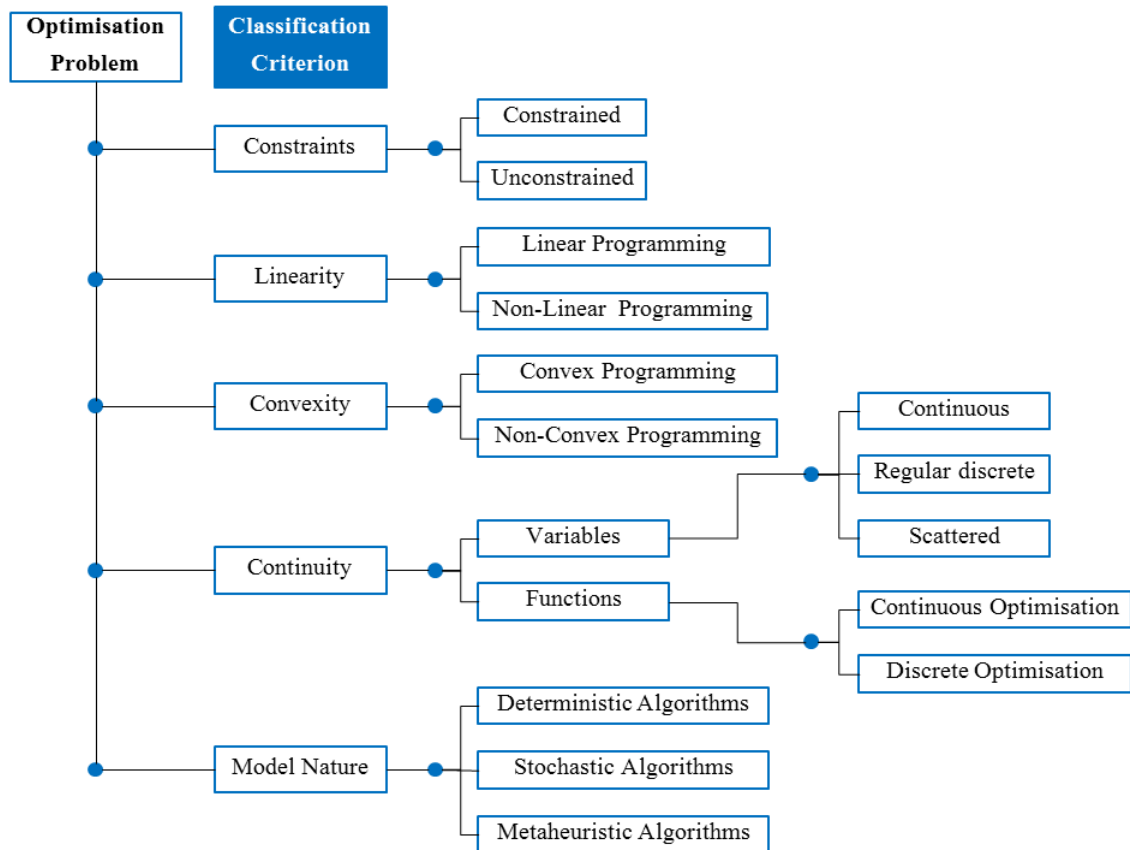 Optimisation
Problem
Classification
Criterion
Constraints
Constrained
Unconstrained
Linearity
Linear Programming
Non-Linear Programming
Convexity
Convex Programming
Non-Convex Programming
Continuity
Variables
Continuous
Regular discrete
Scattered
Functions
Continuous Optimisation
Discrete Optimisation
Model Nature
Deterministic Algorithms
Stochastic Algorithms
Metaheuristic Algorithms